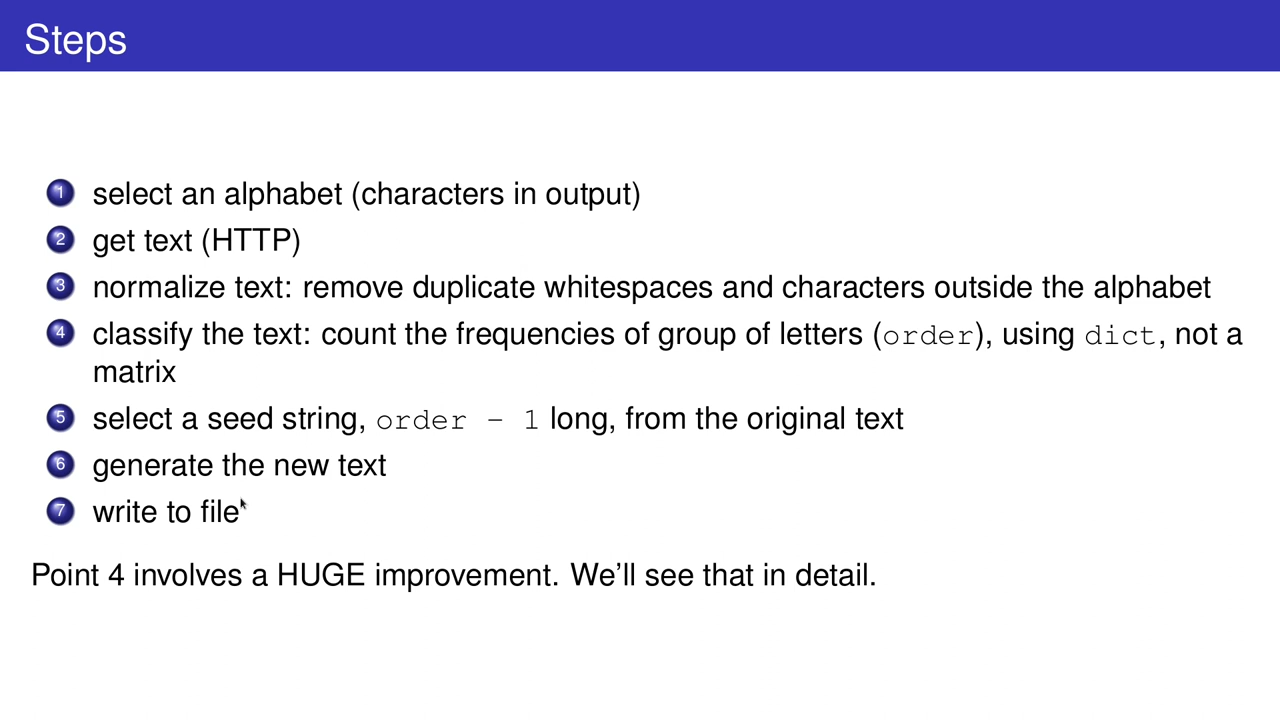 Steps
1 select an alphabet (characters in output)
2 get text (HTTP)
3 normalize text: remove duplicate whitespaces and characters outside the alphabet
4 classify the text: count the frequencies of group of letters (order), using dict, not a
matrix
5 select a seed string, order - 1 long, from the original text
6 generate the new text
7 write to file
Point 4 involves a HUGE improvement. We'll see that in detail.